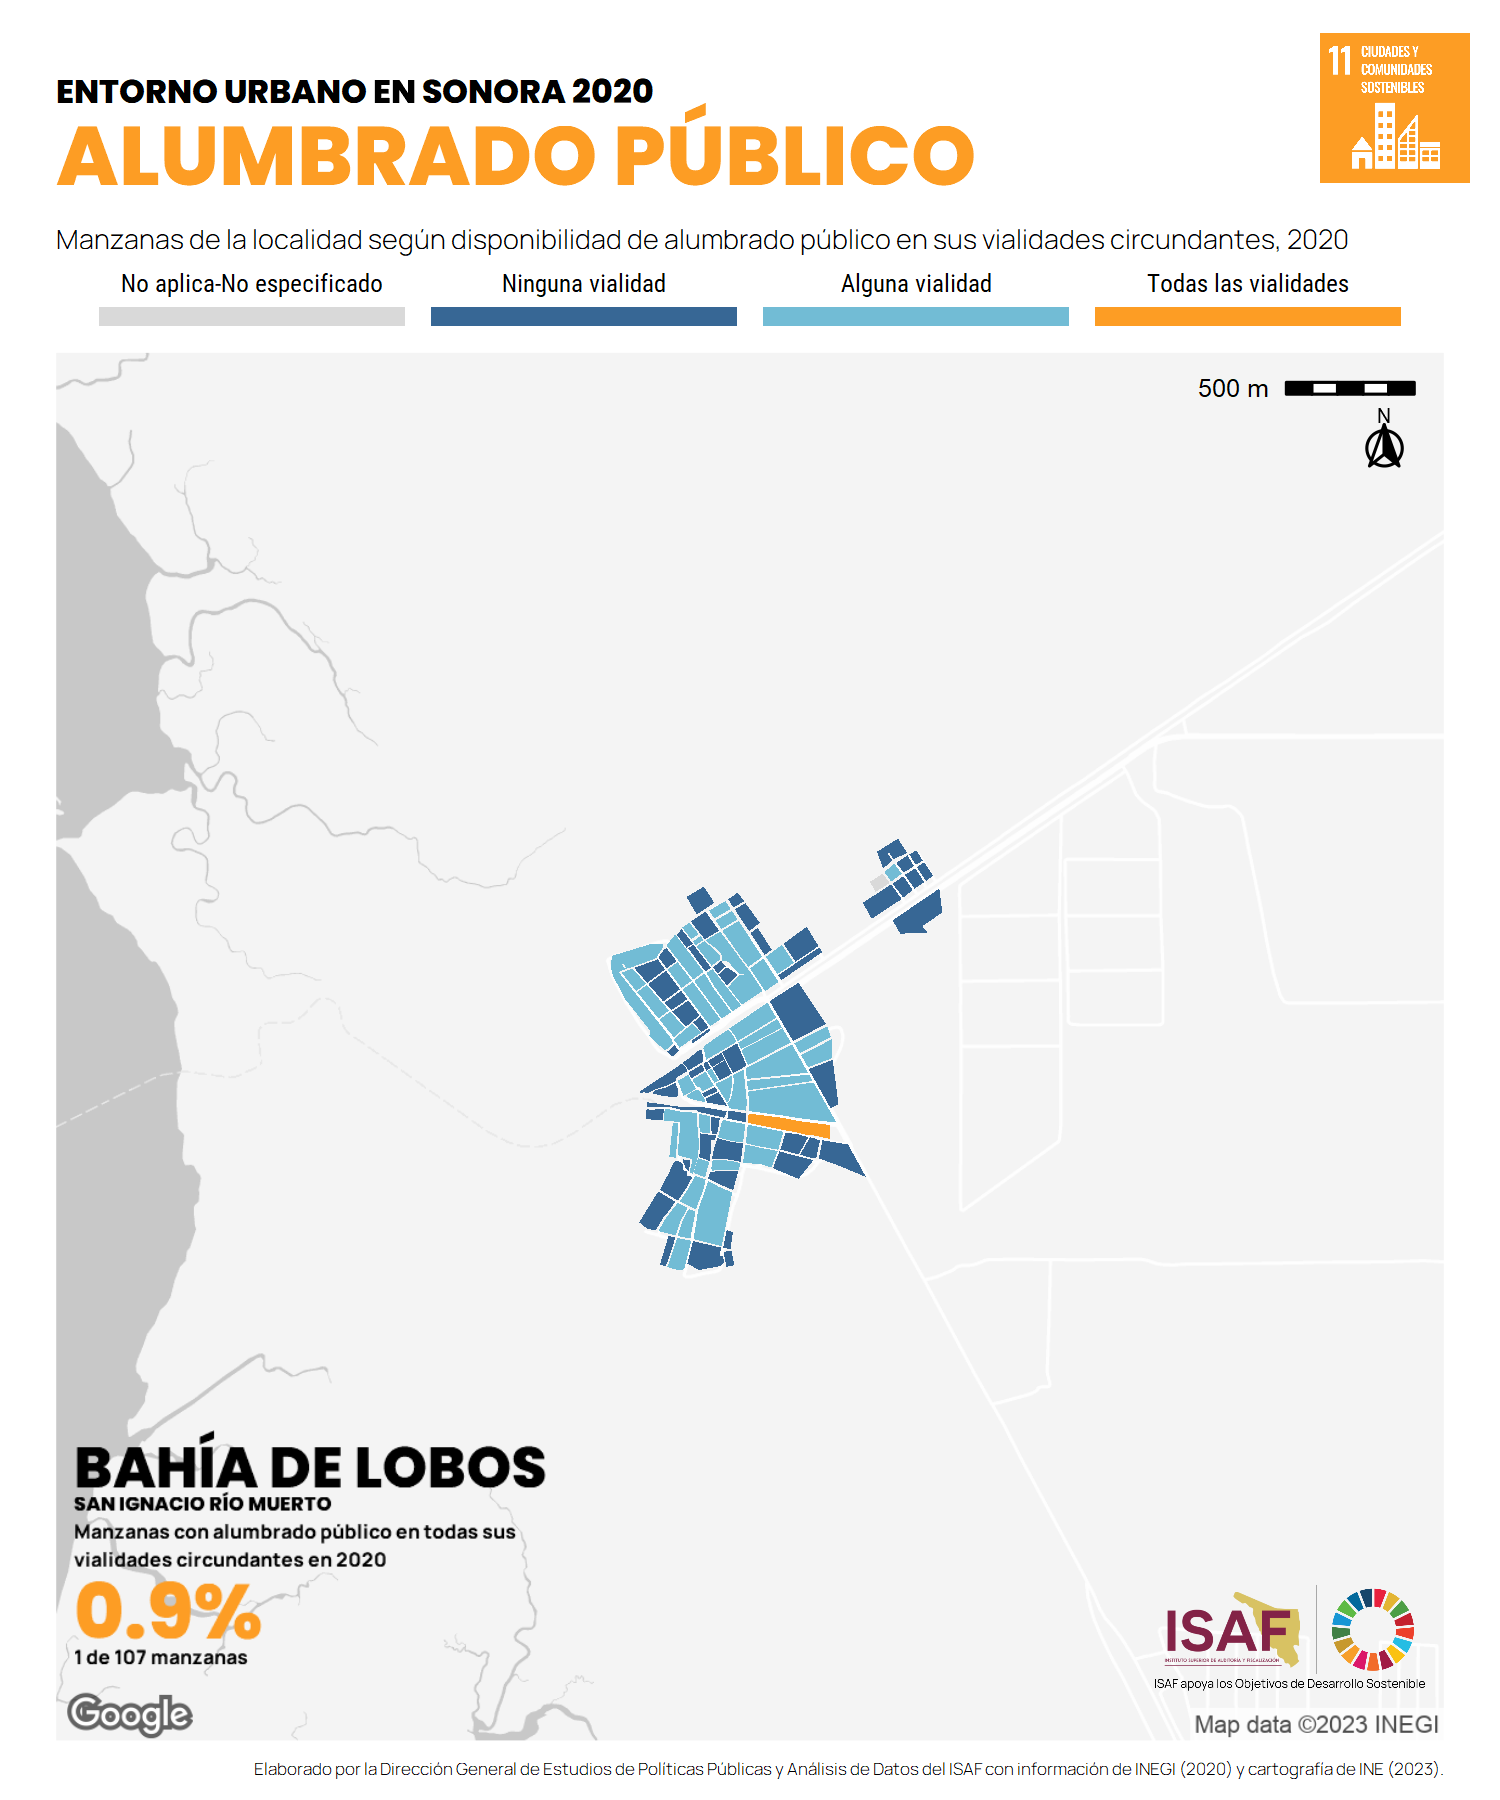 11 CIUDADES Y
COMUNIDADES
SOSTENIBLES
ENTORNO URBANO EN SONORA 2020
ALUMBRADO PÚBLICO
Manzanas de la localidad según disponibilidad de alumbrado público en sus vialidades circundantes, 2020
No aplica-No especificado
Ninguna vialidad
Alguna vialidad
Todas las vialidades
500 m
N
BAHÍA DE LOBOS
SAN IGNACIO RÍO MUERTO
Manzanas con alumbrado público en todas sus
vialidades circundantes en 2020
0.9%
1 de 107 manzanas
Google
ISAF
INSTITUTO SUPERIOR DE AUDITORÍA Y FISCALIZACIÓN
ISAF apoya los Objetivos de Desarrollo Sostenible
Map data ©2023 INEGI
Elaborado por la Dirección General de Estudios de Políticas Públicas y Análisis de Datos del ISAF con información de INEGI (2020) y cartografía de INE (2023).